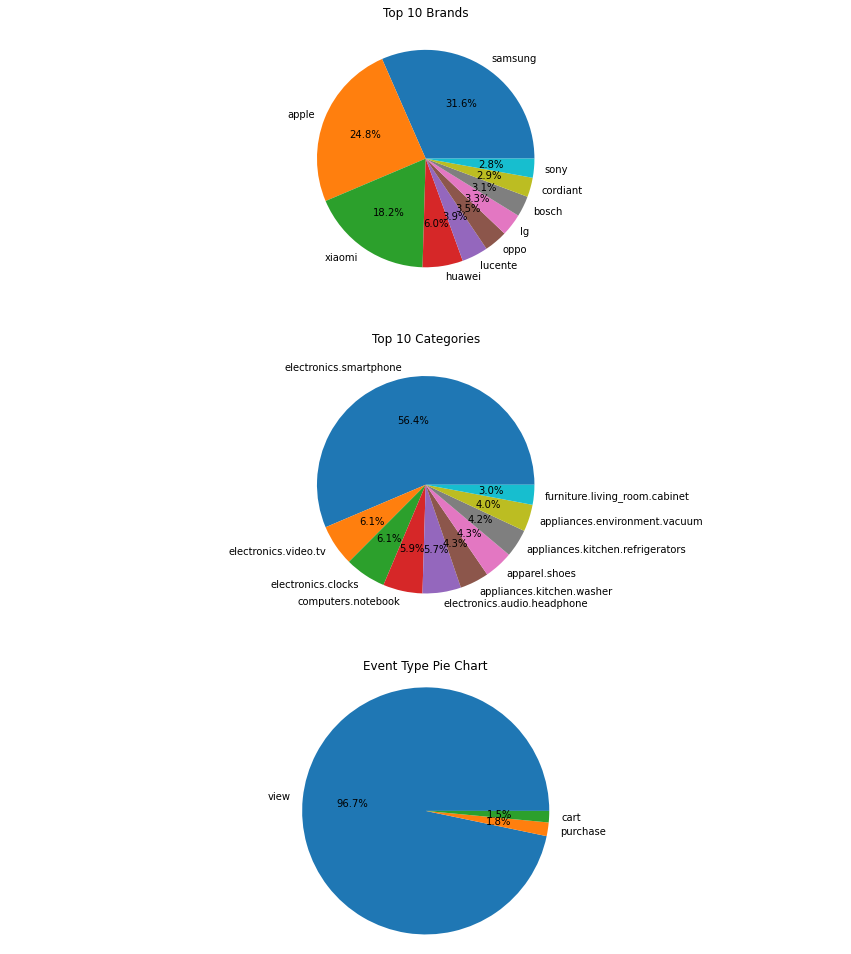 Top 10 Brands
samsung
31.6%
apple
24.8%
xiaomi
18.2%
huawei
6.0%
lucente
3.9%
oppo
3.5%
lg
3.3%
bosch
3.1%
cordiant
2.9%
sony
2.8%
Top 10 Categories
electronics.smartphone
56.4%
electronics.video.tv
6.1%
electronics.clocks
6.1%
computers.notebook
5.9%
electronics.audio.headphone
5.7%
appliances.kitchen.washer
4.3%
apparel.shoes
4.3%
appliances.kitchen.refrigerators
4.2%
appliances.environment.vacuum
4.0%
furniture.living_room.cabinet
3.0%
Event Type Pie Chart
view
96.7%
purchase
1.8%
cart
1.5%